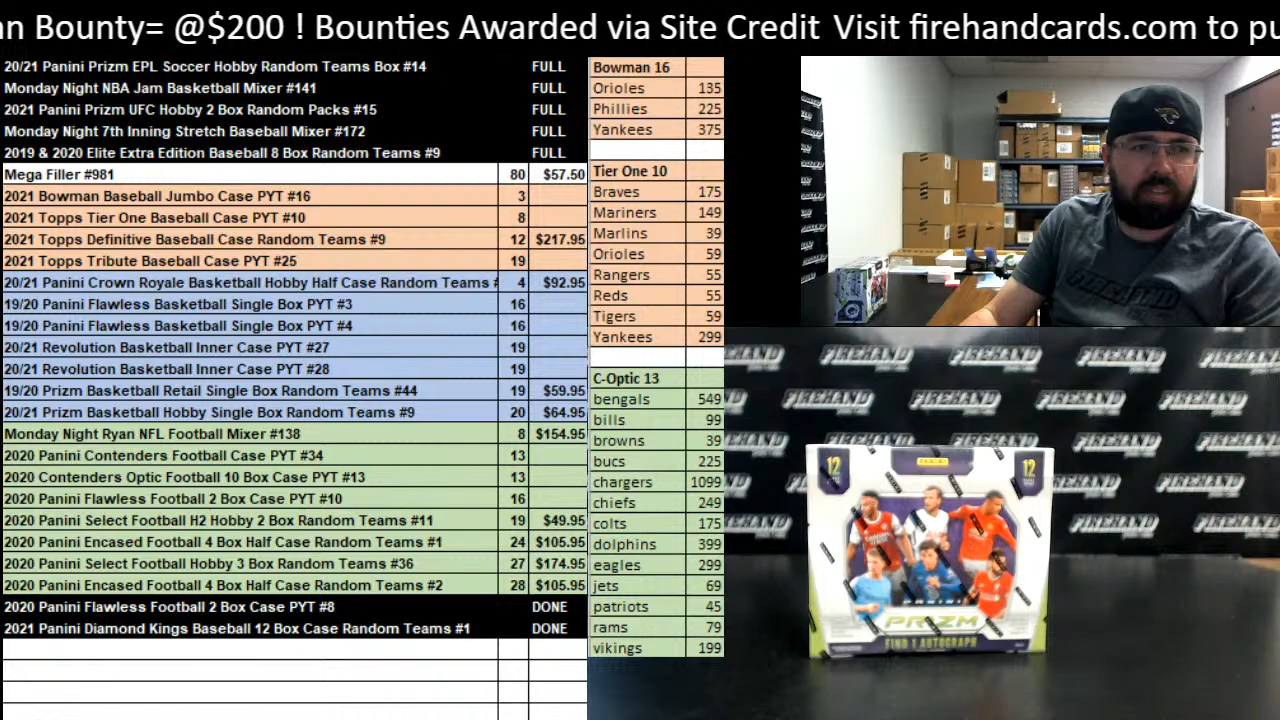 an Bounty= @$200 ! Bounties Awarded via Site Credit Visit firehandcards.com to pu
20/21 Panini Prizm EPL Soccer Hobby Random Teams Box #14 FULL
Monday Night NBA Jam Basketball Mixer #141 FULL
2021 Panini Prizm UFC Hobby 2 Box Random Packs #15 FULL
Monday Night 7th Inning Stretch Baseball Mixer #172 FULL
2019 & 2020 Elite Extra Edition Baseball 8 Box Random Teams #9 FULL
Mega Filler #981 80 $57.50
2021 Bowman Baseball Jumbo Case PYT #16 3
2021 Topps Tier One Baseball Case PYT #10 8
2021 Topps Definitive Baseball Case Random Teams #9 12 $217.95
2021 Topps Tribute Baseball Case PYT #25 19
20/21 Panini Crown Royale Basketball Hobby Half Case Random Teams # 4 $92.95
19/20 Panini Flawless Basketball Single Box PYT #3 16
19/20 Panini Flawless Basketball Single Box PYT #4 16
20/21 Revolution Basketball Inner Case PYT #27 19
20/21 Revolution Basketball Inner Case PYT #28 19
19/20 Prizm Basketball Retail Single Box Random Teams #44 19 $59.95
20/21 Prizm Basketball Hobby Single Box Random Teams #9 20 $64.95
Monday Night Ryan NFL Football Mixer #138 8 $154.95
2020 Panini Contenders Football Case PYT #34 13
2020 Contenders Optic Football 10 Box Case PYT #13 13
2020 Panini Flawless Football 2 Box Case PYT #10 16
2020 Panini Select Football H2 Hobby 2 Box Random Teams #11 19 $49.95
2020 Panini Encased Football 4 Box Half Case Random Teams #1 24 $105.95
2020 Panini Select Football Hobby 3 Box Random Teams #36 27 $174.95
2020 Panini Encased Football 4 Box Half Case Random Teams #2 28 $105.95
2020 Panini Flawless Football 2 Box Case PYT #8 DONE
2021 Panini Diamond Kings Baseball 12 Box Case Random Teams #1 DONE
Bowman 16
Orioles 135
Phillies 225
Yankees 375
Tier One 10
Braves 175
Mariners 149
Marlins 39
Orioles 59
Rangers 55
Reds 55
Tigers 59
Yankees 299
C-Optic 13
bengals 549
bills 99
browns 39
bucs 225
chargers 1099
chiefs 249
colts 175
dolphins 399
eagles 299
jets 69
patriots 45
rams 79
vikings 199
FIREHAND
12
PANINI
12
PRIZM
FIND 1 AUTOGRAPH